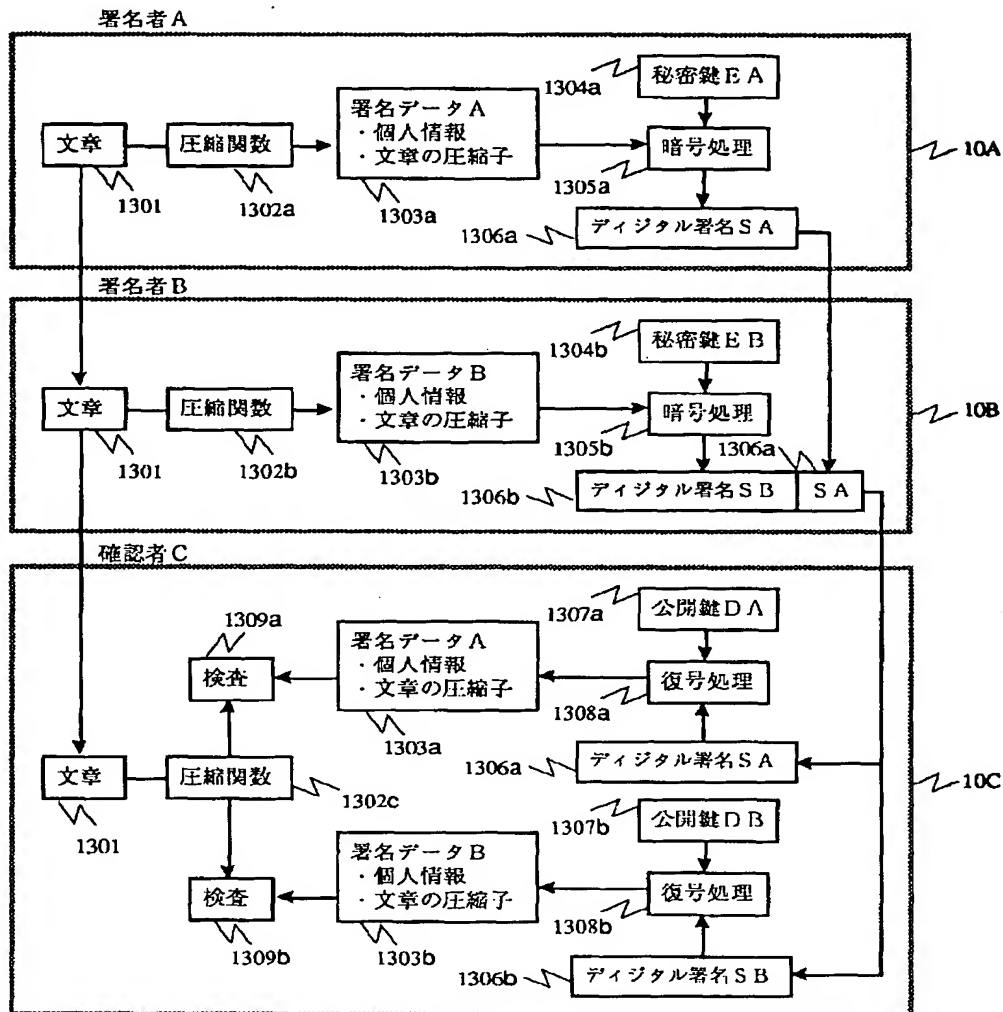 署名者A
秘密鍵EA
1304a
署名データA
・個人情報
・文章の圧縮子
文章
圧縮関数
暗号処理
10A
1301
1302a
1303a
1305a
1306a
ディジタル署名SA
署名者B
秘密鍵EB
1304b
署名データB
・個人情報
・文章の圧縮子
文章
圧縮関数
暗号処理
10B
1301
1302b
1303b
1305b
1306a
1306b
ディジタル署名SB
SA
確認者C
1307a
公開鍵DA
1309a
署名データA
・個人情報
・文章の圧縮子
検査
復号処理
1308a
1303a
1306a
ディジタル署名SA
文章
圧縮関数
10C
1302c
1301
1307b
公開鍵DB
署名データB
・個人情報
・文章の圧縮子
検査
復号処理
1308b
1309b
1303b
1306b
ディジタル署名SB